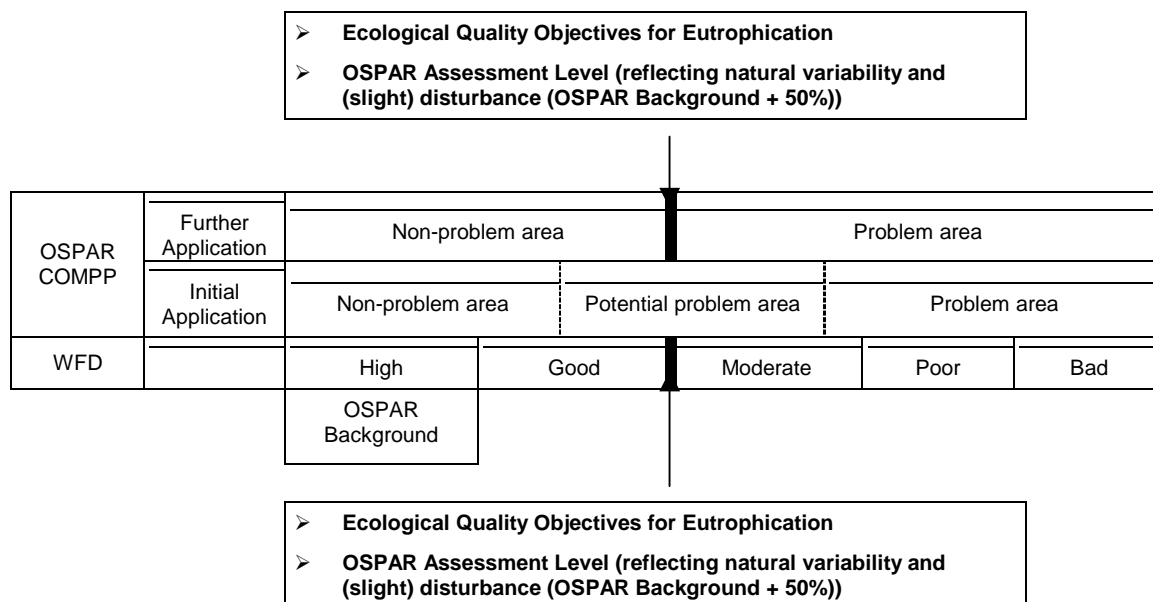 ➢ Ecological Quality Objectives for Eutrophication
➢ OSPAR Assessment Level (reflecting natural variability and
(slight) disturbance (OSPAR Background + 50%))
OSPAR
COMPP
Further
Application
Non-problem area
Problem area
Initial
Application
Non-problem area
Potential problem area
Problem area
WFD
High
Good
Moderate
Poor
Bad
OSPAR
Background
➢ Ecological Quality Objectives for Eutrophication
➢ OSPAR Assessment Level (reflecting natural variability and
(slight) disturbance (OSPAR Background + 50%))